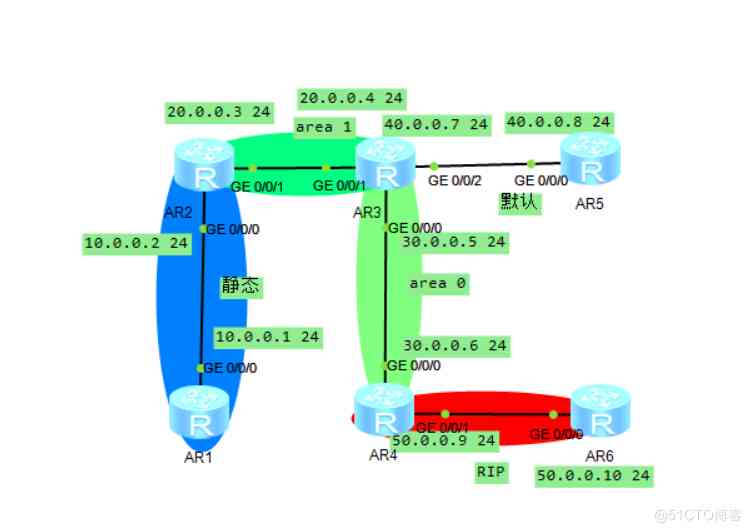 20.0.0.4 24
20.0.0.3 24
area 1
40.0.0.7 24
40.0.0.8 24
R
R
R
GE 0/0/1
GE 0/0/1
GE 0/0/2
GE 0/0/0
默认
AR2
AR3
AR5
GE 0/0/0
GE 0/0/0
10.0.0.2 24
30.0.0.5 24
静态
area 0
10.0.0.1 24
30.0.0.6 24
GE 0/0/0
GE 0/0/0
R
R
R
GE 0/0/1
GE 0/0/0
50.0.0.9 24
AR1
AR4
AR6
RIP
50.0.0.10 24
@51CTO博客